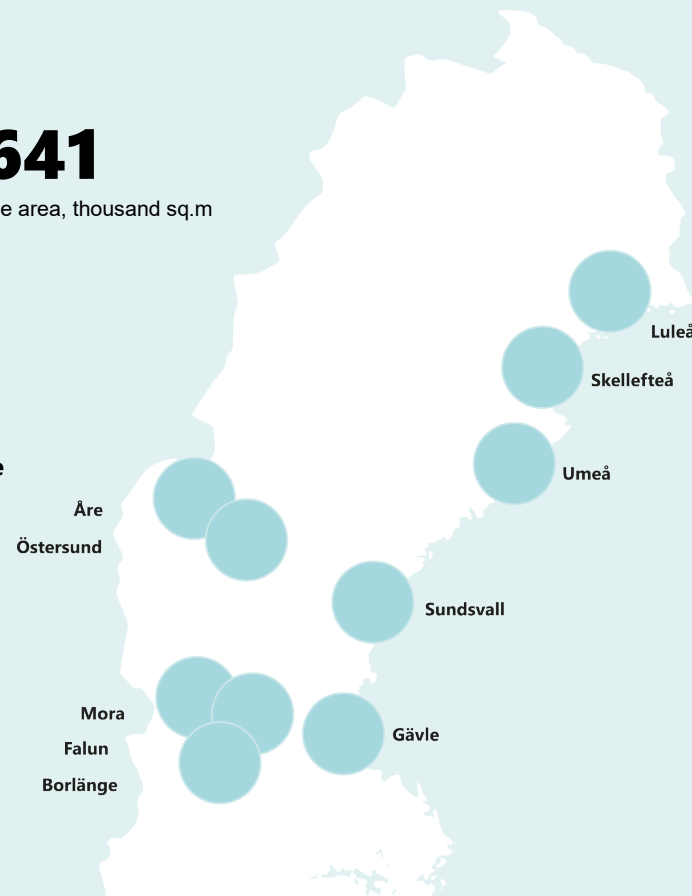 641
e area, thousand sq.m
Luleå
Skellefteå
e
Umeå
Åre
Östersund
Sundsvall
Mora
Gävle
Falun
Borlänge